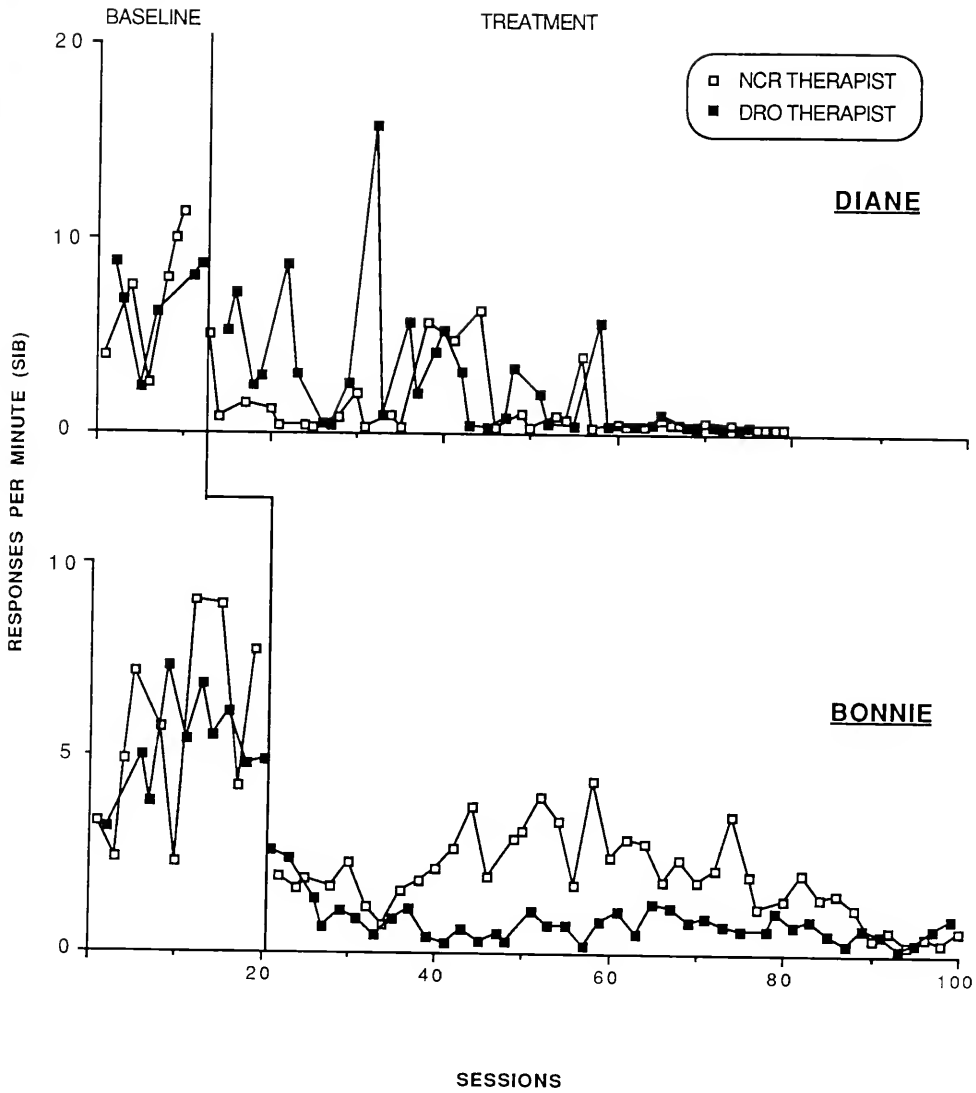 BASELINE
TREATMENT
20
NCR THERAPIST
DRO THERAPIST
DIANE
10
0
RESPONSES PER MINUTE (SIB)
10
BONNIE
5
0
20 40 60 80 100
SESSIONS